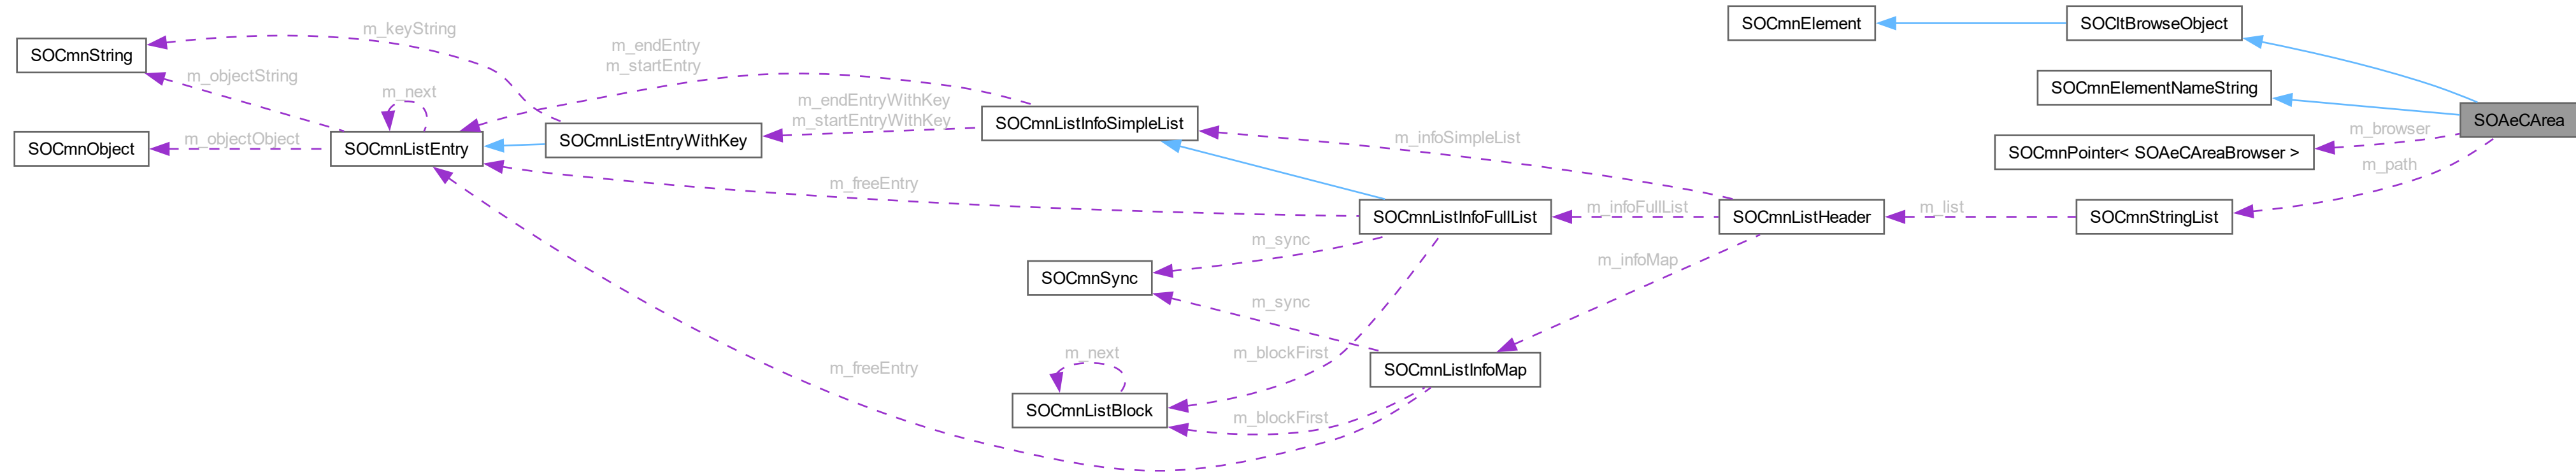 SOCmnString
SOCmnObject
m_keyString
m_objectString
m_objectObject
m_next
SOCmnListEntry
SOCmnListEntryWithKey
m_endEntry
m_startEntry
m_endEntryWithKey
m_startEntryWithKey
m_freeEntry
m_freeEntry
SOCmnListInfoSimpleList
SOCmnSync
m_next
SOCmnListBlock
m_sync
m_sync
m_blockFirst
m_blockFirst
m_infoSimpleList
SOCmnListInfoFullList
SOCmnListInfoMap
m_infoFullList
m_infoMap
SOCmnElement
SOCmnListHeader
m_list
SOCltBrowseObject
SOCmnElementNameString
SOCmnPointer< SOAeCAreaBrowser >
SOCmnStringList
m_browser
m_path
SOAeCArea